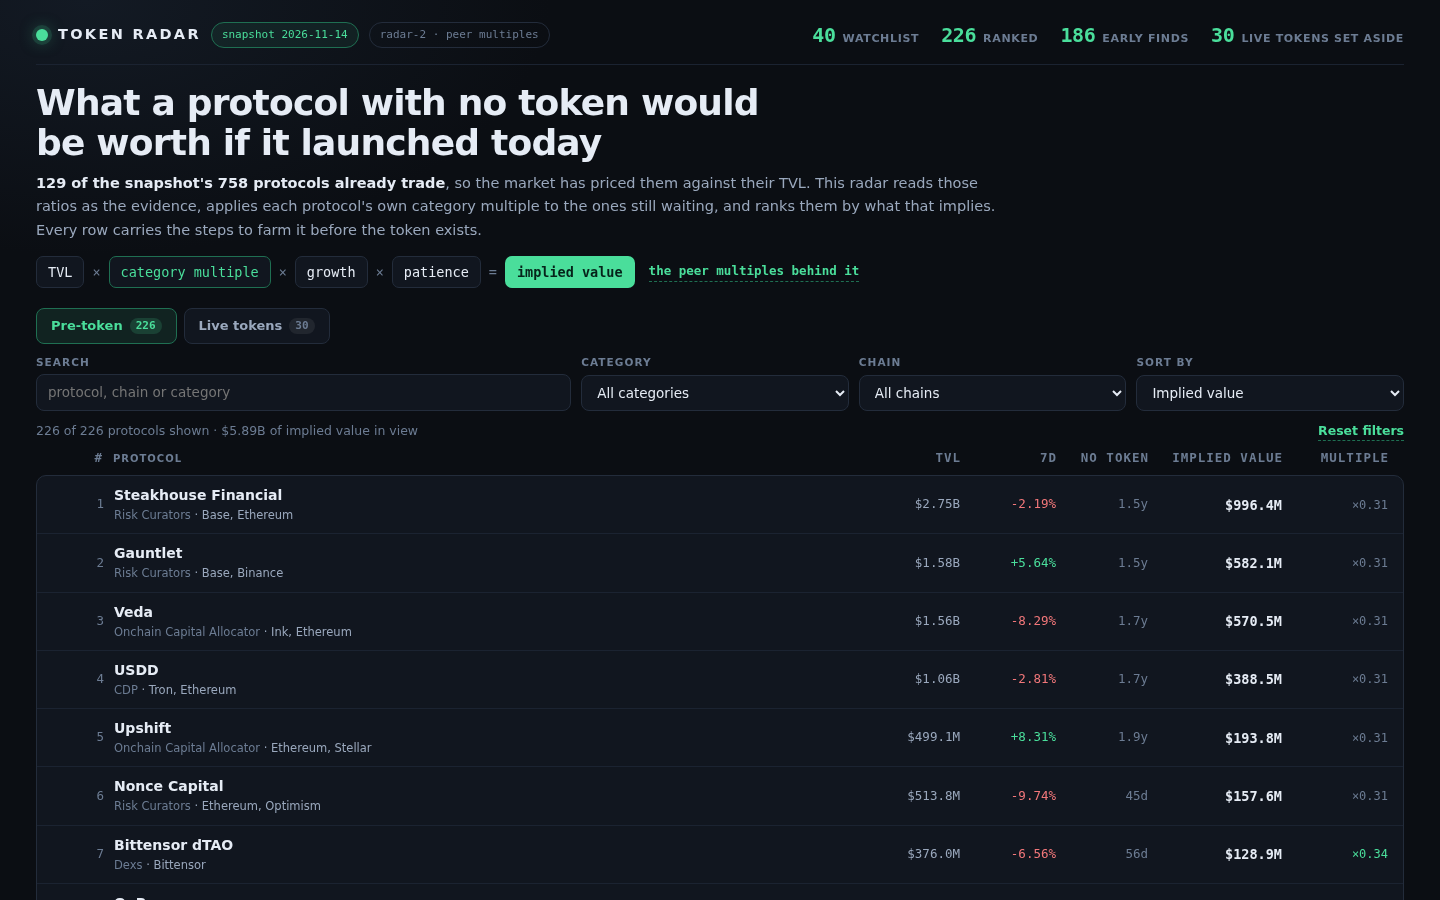 TOKEN RADAR snapshot 2026-11-14 radar-2 · peer multiples 40 WATCHLIST 226 RANKED 186 EARLY FINDS 30 LIVE TOKENS SET ASIDE
What a protocol with no token would
be worth if it launched today
129 of the snapshot's 758 protocols already trade, so the market has priced them against their TVL. This radar reads those
ratios as the evidence, applies each protocol's own category multiple to the ones still waiting, and ranks them by what that implies.
Every row carries the steps to farm it before the token exists.
TVL × category multiple × growth × patience = implied value the peer multiples behind it
Pre-token 226 Live tokens 30
SEARCH CATEGORY CHAIN SORT BY
protocol, chain or category All categories All chains Implied value
226 of 226 protocols shown · $5.89B of implied value in view Reset filters
# PROTOCOL TVL 7D NO TOKEN IMPLIED VALUE MULTIPLE
1 Steakhouse Financial $2.75B -2.19% 1.5y $996.4M ×0.31
Risk Curators · Base, Ethereum
2 Gauntlet $1.58B +5.64% 1.5y $582.1M ×0.31
Risk Curators · Base, Binance
3 Veda $1.56B -8.29% 1.7y $570.5M ×0.31
Onchain Capital Allocator · Ink, Ethereum
4 USDD $1.06B -2.81% 1.7y $388.5M ×0.31
CDP · Tron, Ethereum
5 Upshift $499.1M +8.31% 1.9y $193.8M ×0.31
Onchain Capital Allocator · Ethereum, Stellar
6 Nonce Capital $513.8M -9.74% 45d $157.6M ×0.31
Risk Curators · Ethereum, Optimism
7 Bittensor dTAO $376.0M -6.56% 56d $128.9M ×0.34
Dexs · Bittensor